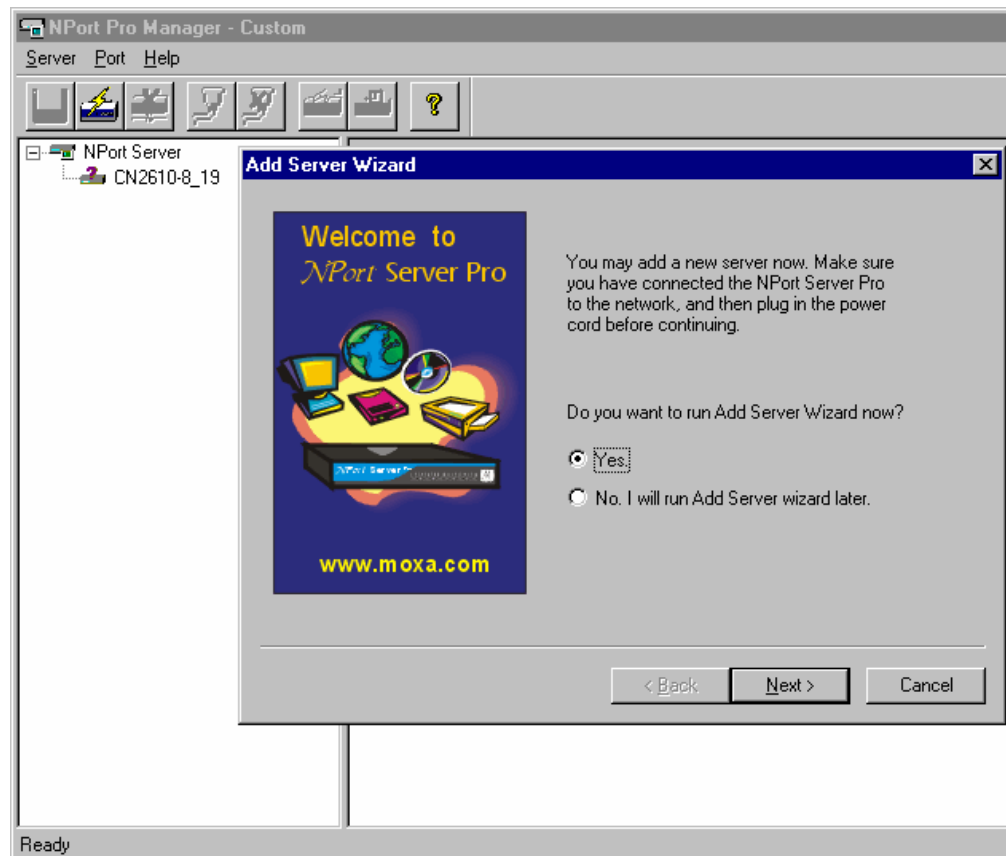 NPort Pro Manager - Custom
Server Port Help
NPort Server
CN2610-8_19
Add Server Wizard
Welcome to
NPort Server Pro
NPort Server Pro
www.moxa.com
You may add a new server now. Make sure
you have connected the NPort Server Pro
to the network, and then plug in the power
cord before continuing.
Do you want to run Add Server Wizard now?
Yes.
No. I will run Add Server wizard later.
< Back
Next >
Cancel
Ready